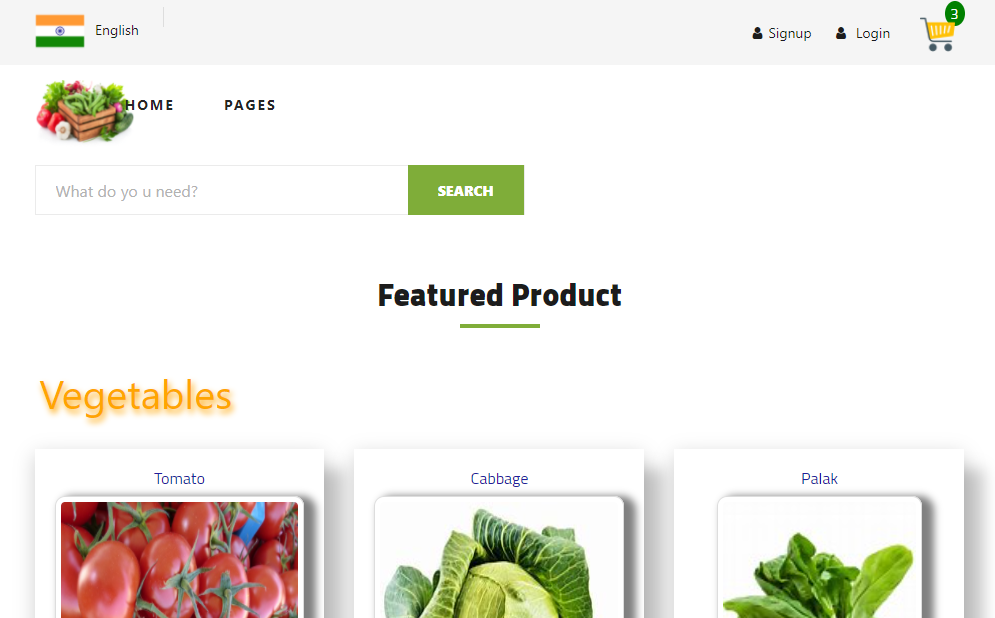 English
Signup Login 3
HOME PAGES
What do yo u need? SEARCH
Featured Product
Vegetables
Tomato Cabbage Palak